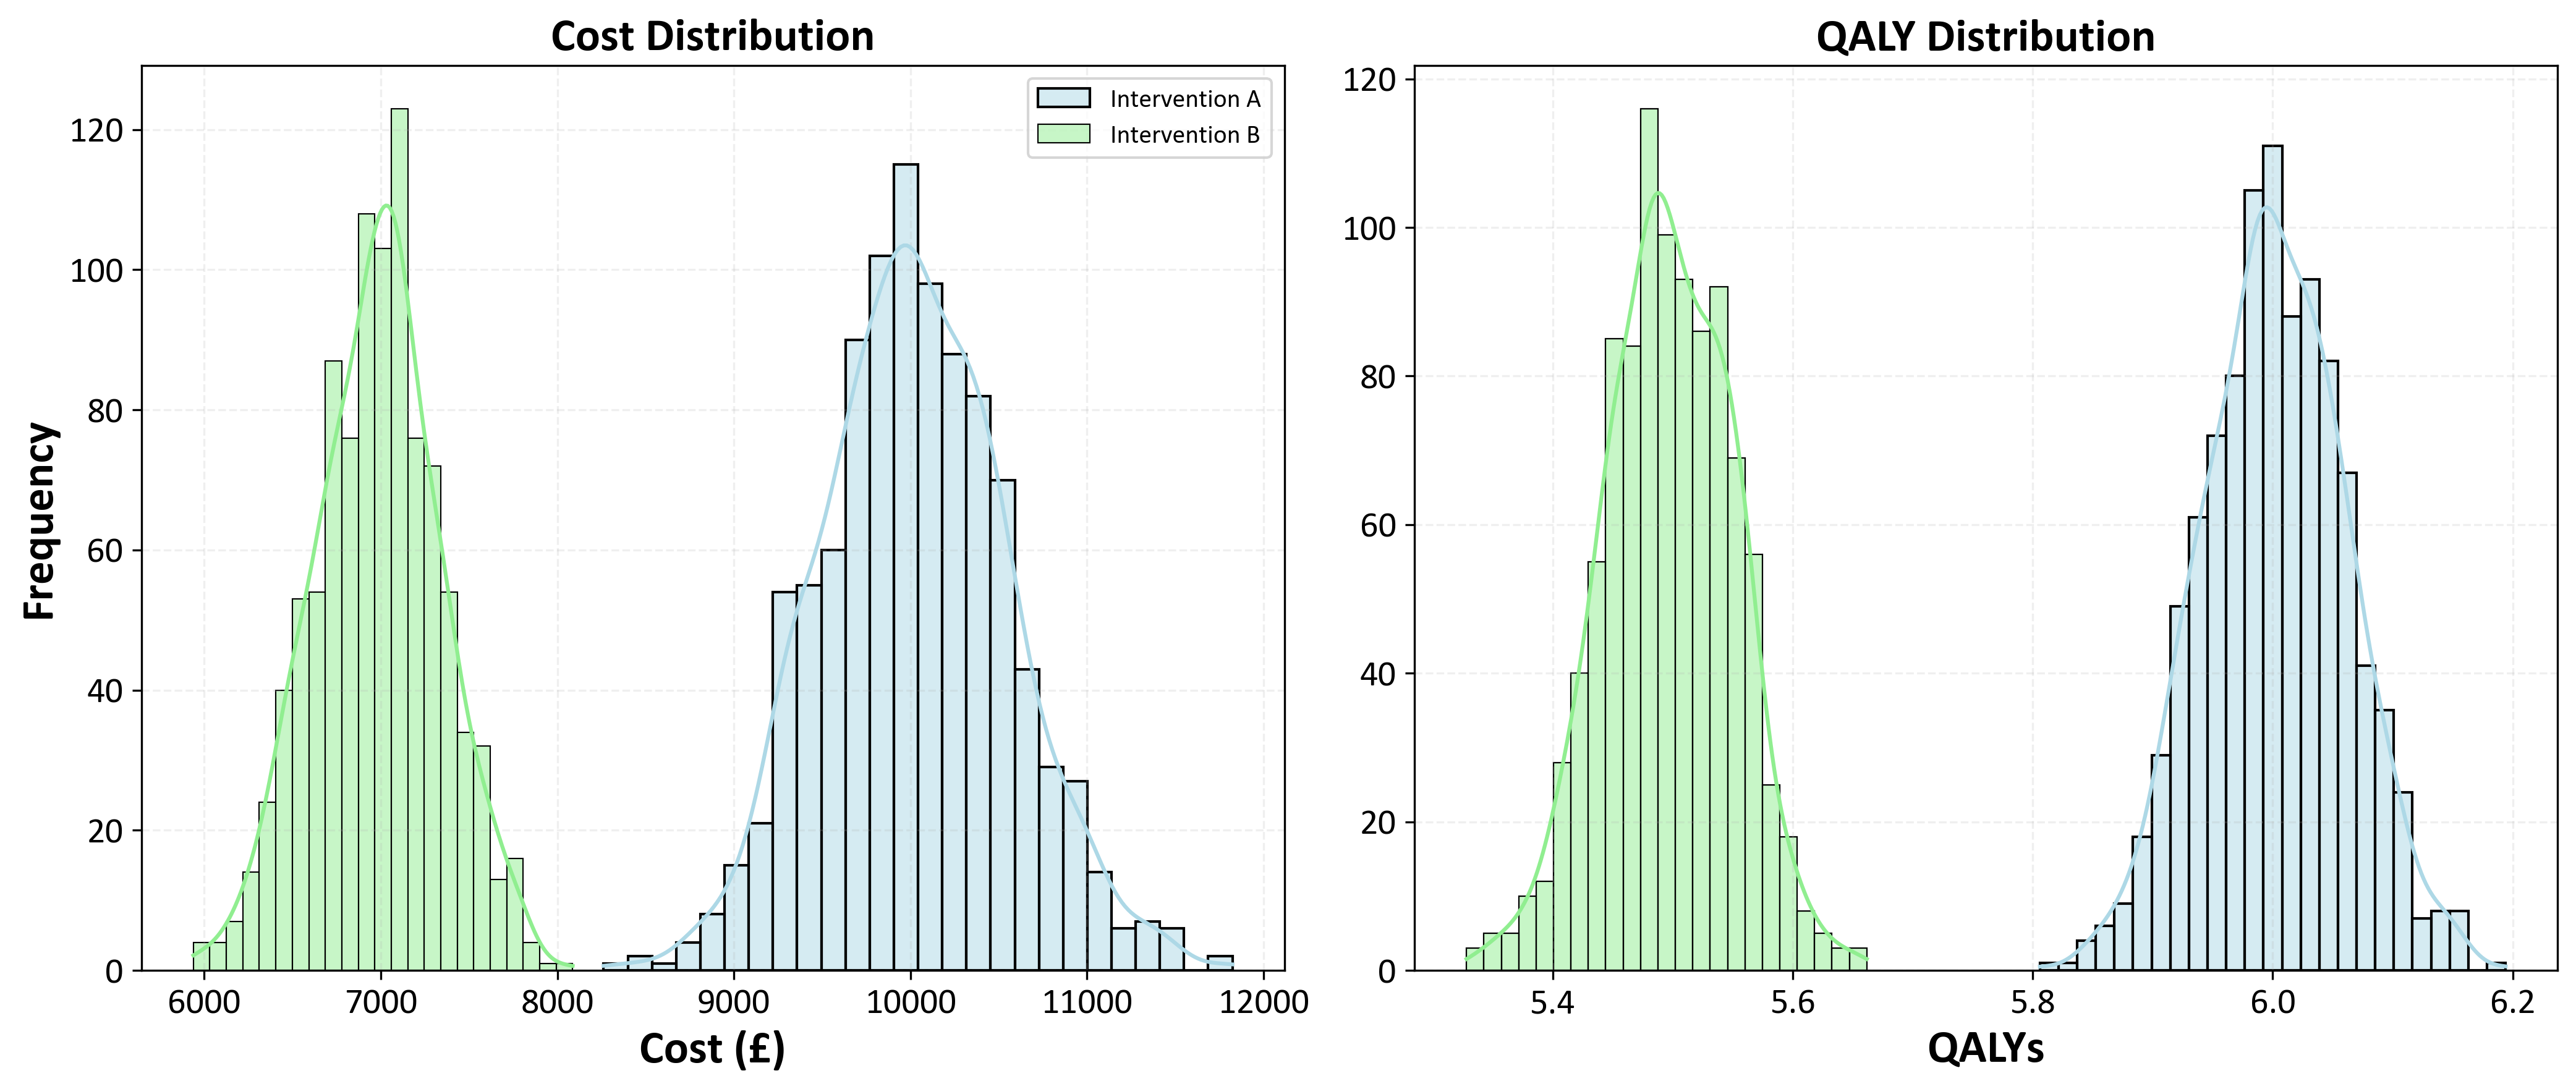 Cost Distribution
Intervention A
Intervention B
120
100
80
60
40
20
0
Frequency
6000 7000 8000 9000 10000 11000 12000
Cost (£)
QALY Distribution
120
100
80
60
40
20
0
5.4 5.6 5.8 6.0 6.2
QALYs